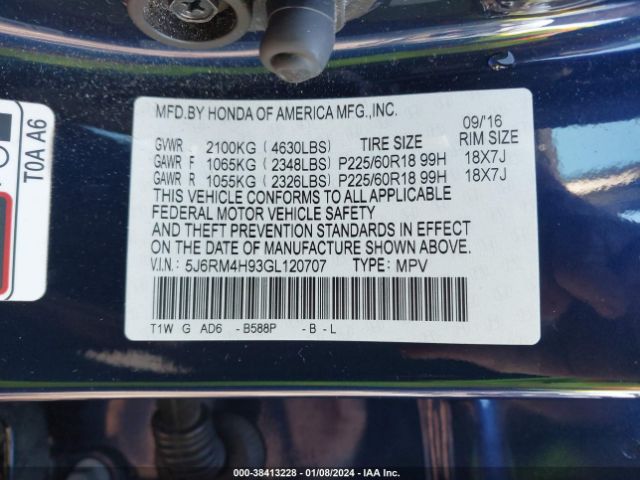 TOA A6
MFD.BY HONDA OF AMERICA MFG.,INC.
09/'16
GVWR 2100KG ( 4630LBS) TIRE SIZE RIM SIZE
GAWR F 1065KG ( 2348LBS) P225/60R18 99H 18X7J
GAWR R 1055KG ( 2326LBS) P225/60R18 99H 18X7J
THIS VEHICLE CONFORMS TO ALL APPLICABLE
FEDERAL MOTOR VEHICLE SAFETY
AND THEFT PREVENTION STANDARDS IN EFFECT
ON THE DATE OF MANUFACTURE SHOWN ABOVE.
V.I.N.: 5J6RM4H93GL120707 TYPE: MPV
T1W G AD6 -B588P -B-L
000-38413228 - 01/08/2024 - IAA Inc.